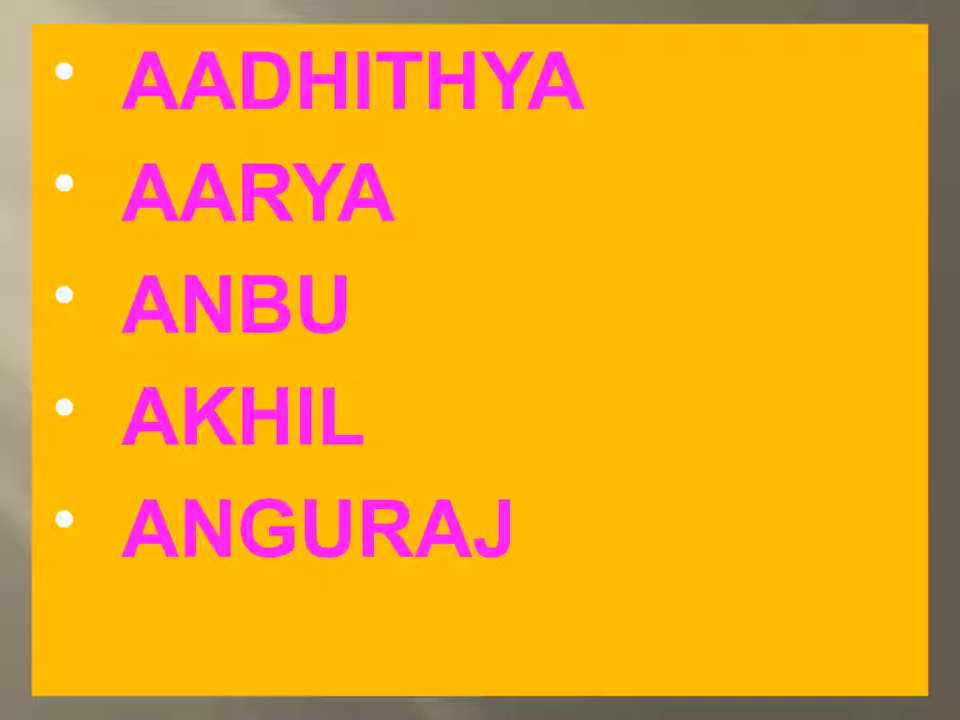 • AADHITHYA
• AARYA
• ANBU
• AKHIL
• ANGURAJ